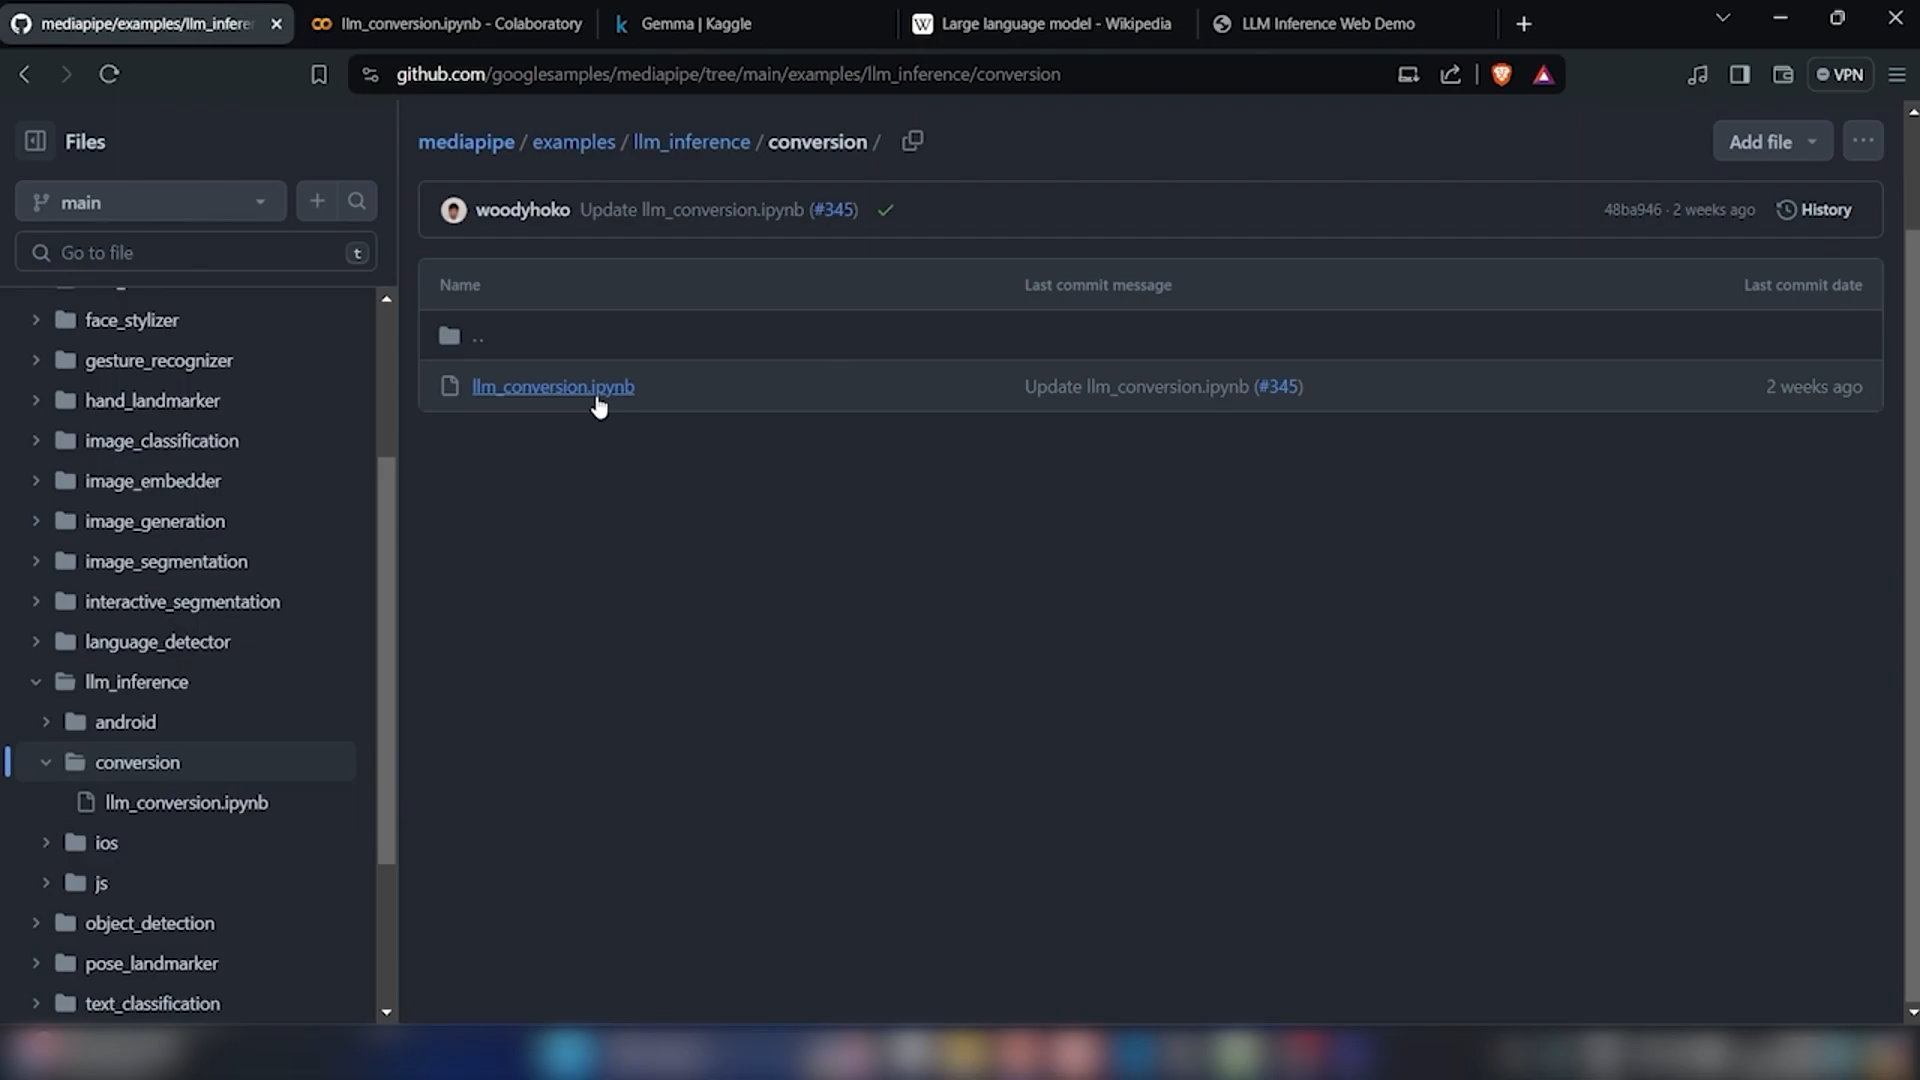 mediapipe/examples/llm_infere
llm_conversion.ipynb - Colaboratory
Gemma | Kaggle
Large language model - Wikipedia
LLM Inference Web Demo
github.com/googlesamples/mediapipe/tree/main/examples/llm_inference/conversion
VPN
Files
main
Go to file
t
face_stylizer
gesture_recognizer
hand_landmarker
image_classification
image_embedder
image_generation
image_segmentation
interactive_segmentation
language_detector
llm_inference
android
conversion
llm_conversion.ipynb
ios
js
object_detection
pose_landmarker
text_classification
mediapipe / examples / llm_inference / conversion /
Add file
woodyhoko Update llm_conversion.ipynb (#345)
48ba946 · 2 weeks ago
History
Name Last commit message Last commit date
..
llm_conversion.ipynb Update llm_conversion.ipynb (#345) 2 weeks ago